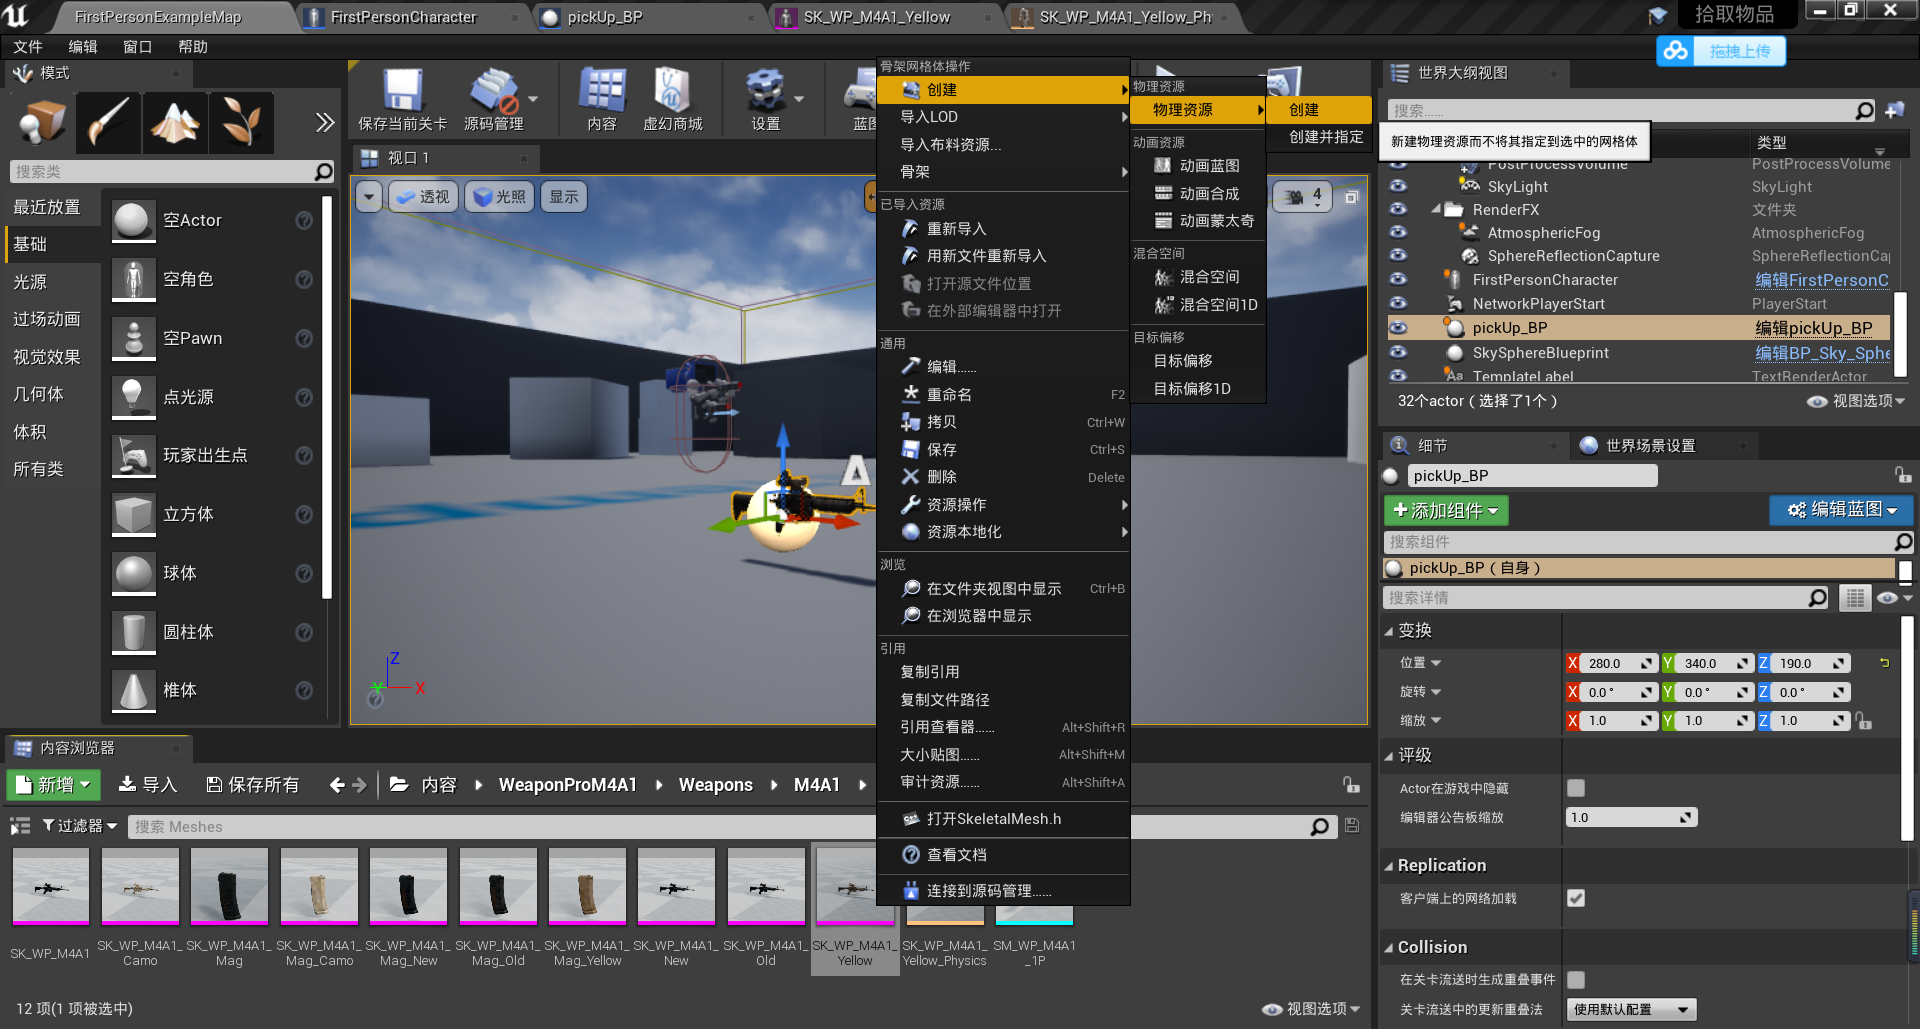 FirstPersonExampleMap
FirstPersonCharacter
pickUp_BP
SK_WP_M4A1_Yellow
SK_WP_M4A1_Yellow_Ph
拾取物品
文件
编辑
窗口
帮助
拖拽上传
模式
搜索类
最近放置
基础
光源
过场动画
视觉效果
几何体
体积
所有类
空Actor
空角色
空Pawn
点光源
玩家出生点
立方体
球体
圆柱体
椎体
保存当前关卡
源码管理
内容
虚幻商城
设置
蓝图
视口 1
透视
光照
显示
4
Z
Y
X
A
骨架网格体操作
创建
导入LOD
导入布料资源...
骨架
已导入资源
重新导入
用新文件重新导入
打开源文件位置
在外部编辑器中打开
通用
编辑......
重命名 F2
拷贝 Ctrl+W
保存 Ctrl+S
删除 Delete
资源操作
资源本地化
浏览
在文件夹视图中显示 Ctrl+B
在浏览器中显示
引用
复制引用
复制文件路径
引用查看器...... Alt+Shift+R
大小贴图...... Alt+Shift+M
审计资源...... Alt+Shift+A
打开SkeletalMesh.h
查看文档
连接到源码管理......
物理资源
物理资源
动画资源
动画蓝图
动画合成
动画蒙太奇
混合空间
混合空间
混合空间1D
目标偏移
目标偏移
目标偏移1D
创建
创建并指定
新建物理资源而不将其指定到选中的网格体
世界大纲视图
搜索......
类型
PostProcessVolume PostProcessVolume
SkyLight SkyLight
RenderFX 文件夹
AtmosphericFog AtmosphericFog
SphereReflectionCapture SphereReflectionCa
FirstPersonCharacter 编辑FirstPersonC
NetworkPlayerStart PlayerStart
pickUp_BP 编辑pickUp_BP
SkySphereBlueprint 编辑BP_Sky_Sphe
TemplateLabel TextRenderActor
32个actor（选择了1个）
视图选项
细节
世界场景设置
pickUp_BP
添加组件
编辑蓝图
搜索组件
pickUp_BP（自身）
搜索详情
变换
位置 X 280.0 Y 340.0 Z 190.0
旋转 X 0.0 ° Y 0.0 ° Z 0.0 °
缩放 X 1.0 Y 1.0 Z 1.0
评级
Actor在游戏中隐藏
编辑器公告板缩放 1.0
Replication
客户端上的网络加载
Collision
在关卡流送时生成重叠事件
关卡流送中的更新重叠法 使用默认配置
内容浏览器
新增
导入
保存所有
内容
WeaponProM4A1
Weapons
M4A1
过滤器
搜索 Meshes
SK_WP_M4A1
SK_WP_M4A1_Camo
SK_WP_M4A1_Mag
SK_WP_M4A1_Mag_Camo
SK_WP_M4A1_Mag_New
SK_WP_M4A1_Mag_Old
SK_WP_M4A1_Mag_Yellow
SK_WP_M4A1_New
SK_WP_M4A1_Old
SK_WP_M4A1_Yellow
SK_WP_M4A1_Yellow_Physics
SM_WP_M4A1_1P
12 项(1 项被选中)
视图选项